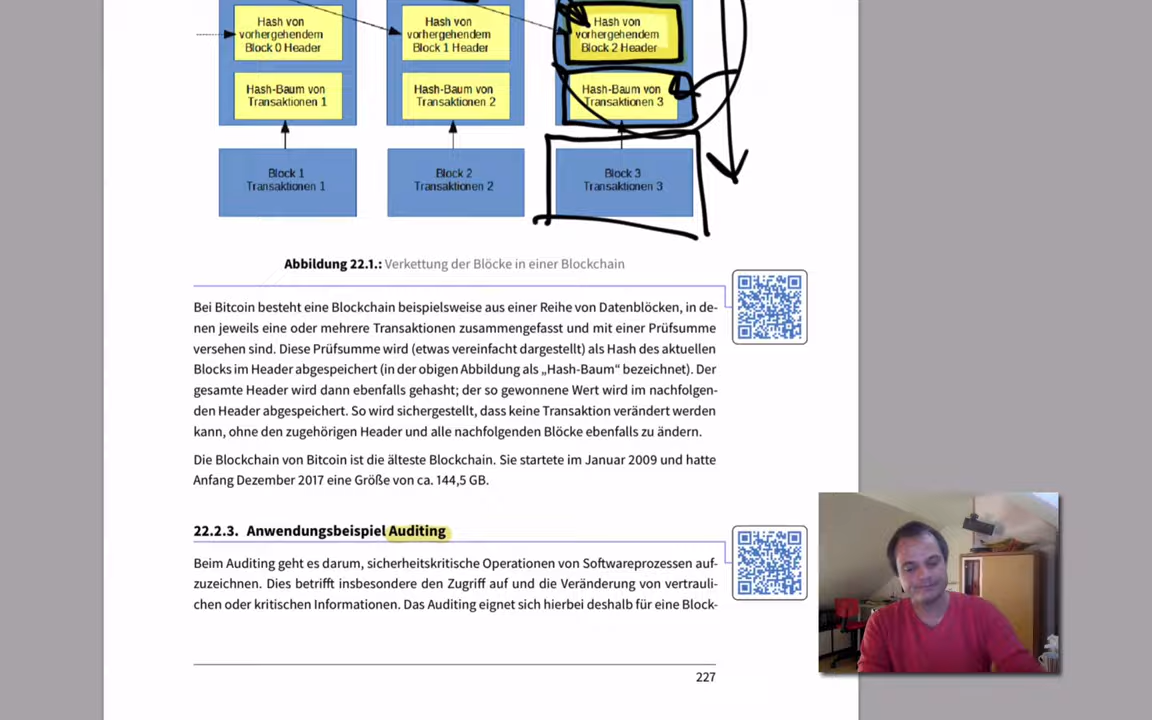 Hash von
vorhergehendem
Block 0 Header
Hash von
vorhergehendem
Block 1 Header
Hash von
vorhergehendem
Block 2 Header
Hash-Baum von
Transaktionen 1
Hash-Baum von
Transaktionen 2
Hash-Baum von
Transaktionen 3
Block 1
Transaktionen 1
Block 2
Transaktionen 2
Block 3
Transaktionen 3
Abbildung 22.1.: Verkettung der Blöcke in einer Blockchain
Bei Bitcoin besteht eine Blockchain beispielsweise aus einer Reihe von Datenblöcken, in de-
nen jeweils eine oder mehrere Transaktionen zusammengefasst und mit einer Prüfsumme
versehen sind. Diese Prüfsumme wird (etwas vereinfacht dargestellt) als Hash des aktuellen
Blocks im Header abgespeichert (in der obigen Abbildung als „Hash-Baum“ bezeichnet). Der
gesamte Header wird dann ebenfalls gehasht; der so gewonnene Wert wird im nachfolgen-
den Header abgespeichert. So wird sichergestellt, dass keine Transaktion verändert werden
kann, ohne den zugehörigen Header und alle nachfolgenden Blöcke ebenfalls zu ändern.
Die Blockchain von Bitcoin ist die älteste Blockchain. Sie startete im Januar 2009 und hatte
Anfang Dezember 2017 eine Größe von ca. 144,5 GB.
22.2.3. Anwendungsbeispiel Auditing
Beim Auditing geht es darum, sicherheitskritische Operationen von Softwareprozessen auf-
zuzeichnen. Dies betrifft insbesondere den Zugriff auf und die Veränderung von vertrauli-
chen oder kritischen Informationen. Das Auditing eignet sich hierbei deshalb für eine Block-
227